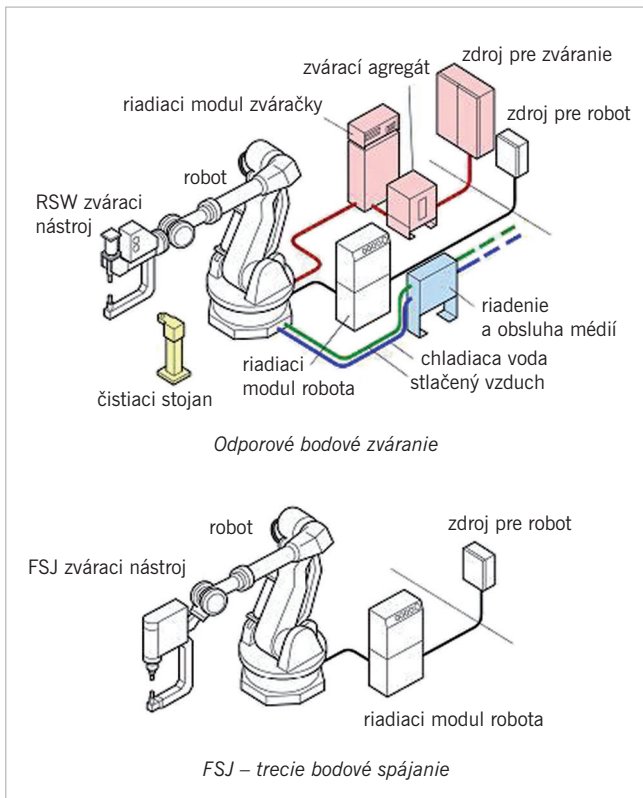 zdroj pre zváranie
zvárací agregát
zdroj pre robot
riadiaci modul zváračky
robot
RSW zváraci
nástroj
riadenie
a obsluha médií
riadiaci
modul robota
chladiaca voda
stlačený vzduch
čistiaci stojan
Odporové bodové zváranie
robot
zdroj pre robot
FSJ zváraci nástroj
riadiaci modul robota
FSJ – trecie bodové spájanie